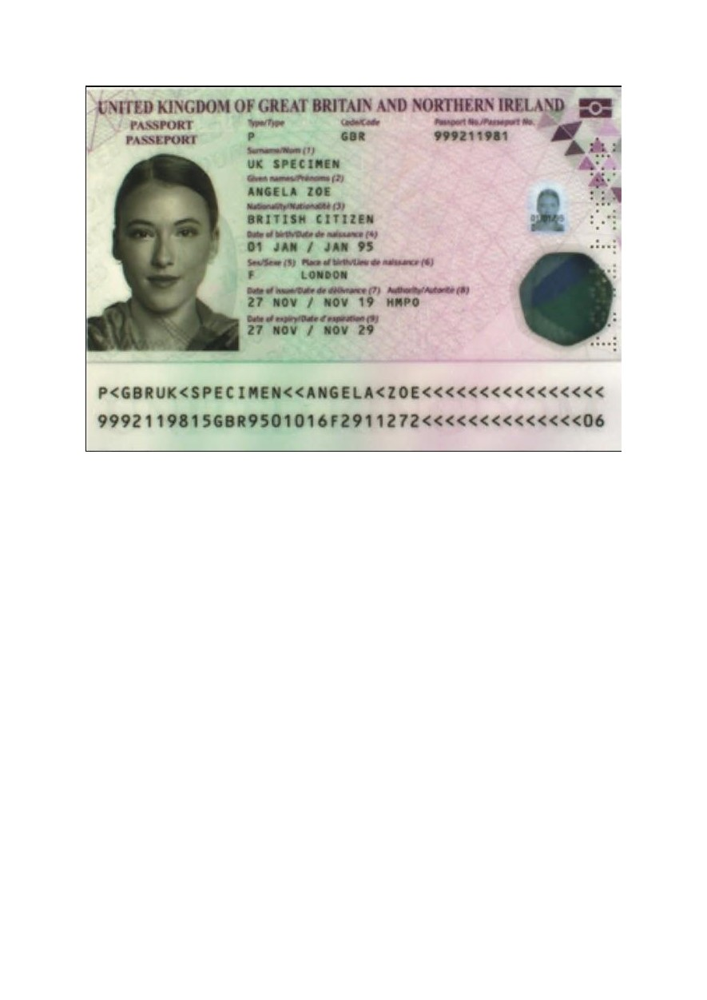 UNITED KINGDOM OF GREAT BRITAIN AND NORTHERN IRELAND
PASSPORT
PASSEPORT
Type/Type Code/Code Passport No./Passeport No.
P GBR 999211981
Surname/Nom (1)
UK SPECIMEN
Given names/Prénoms (2)
ANGELA ZOE
Nationality/Nationalité (3)
BRITISH CITIZEN
Date of birth/Date de naissance (4)
01 JAN / JAN 95
Sex/Sexe (5) Place of birth/Lieu de naissance (6)
F LONDON
Date of issue/Date de délivrance (7) Authority/Autorité (8)
27 NOV / NOV 19 HMPO
Date of expiry/Date d'expiration (9)
27 NOV / NOV 29
P<GBRUK<SPECIMEN<<ANGELA<ZOE<<<<<<<<<<<<<<<<
9992119815GBR9501016F2911272<<<<<<<<<<<<<<06